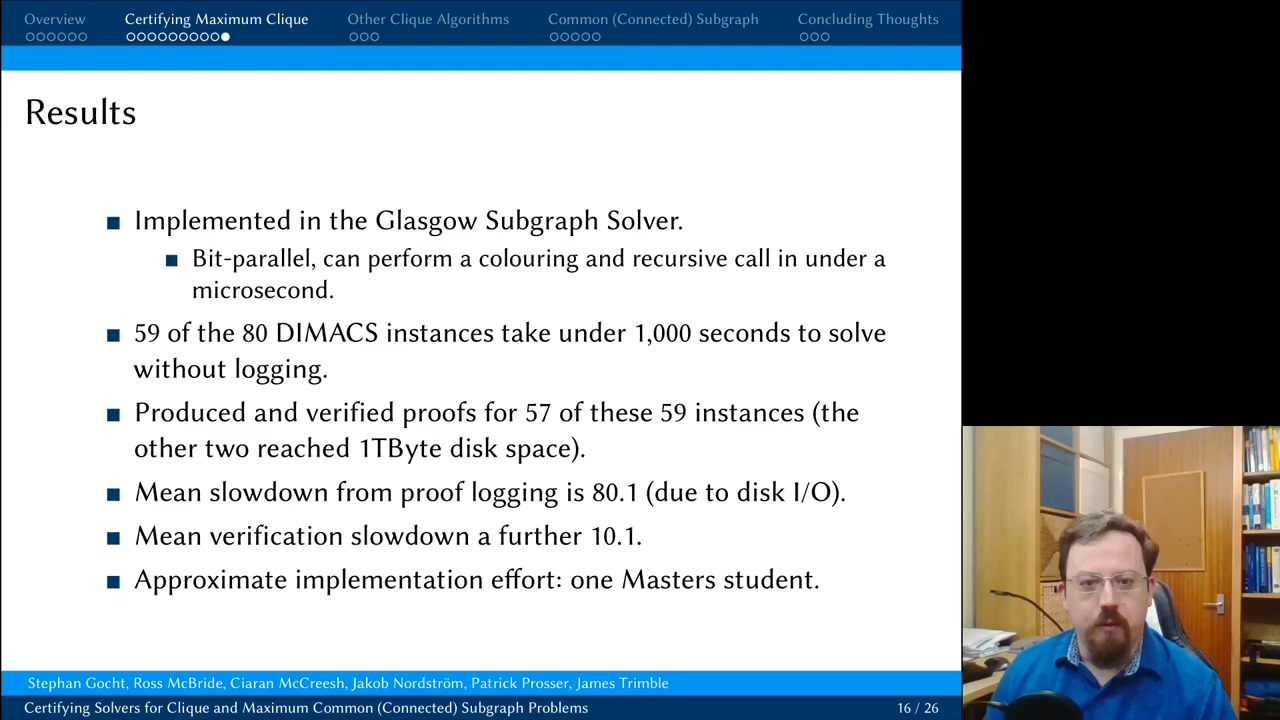 Overview
Certifying Maximum Clique
Other Clique Algorithms
Common (Connected) Subgraph
Concluding Thoughts
Results
Implemented in the Glasgow Subgraph Solver.
Bit-parallel, can perform a colouring and recursive call in under a
microsecond.
59 of the 80 DIMACS instances take under 1,000 seconds to solve
without logging.
Produced and verified proofs for 57 of these 59 instances (the
other two reached 1TByte disk space).
Mean slowdown from proof logging is 80.1 (due to disk I/O).
Mean verification slowdown a further 10.1.
Approximate implementation effort: one Masters student.
Stephan Gocht, Ross McBride, Ciaran McCreesh, Jakob Nordström, Patrick Prosser, James Trimble
Certifying Solvers for Clique and Maximum Common (Connected) Subgraph Problems
16 / 26